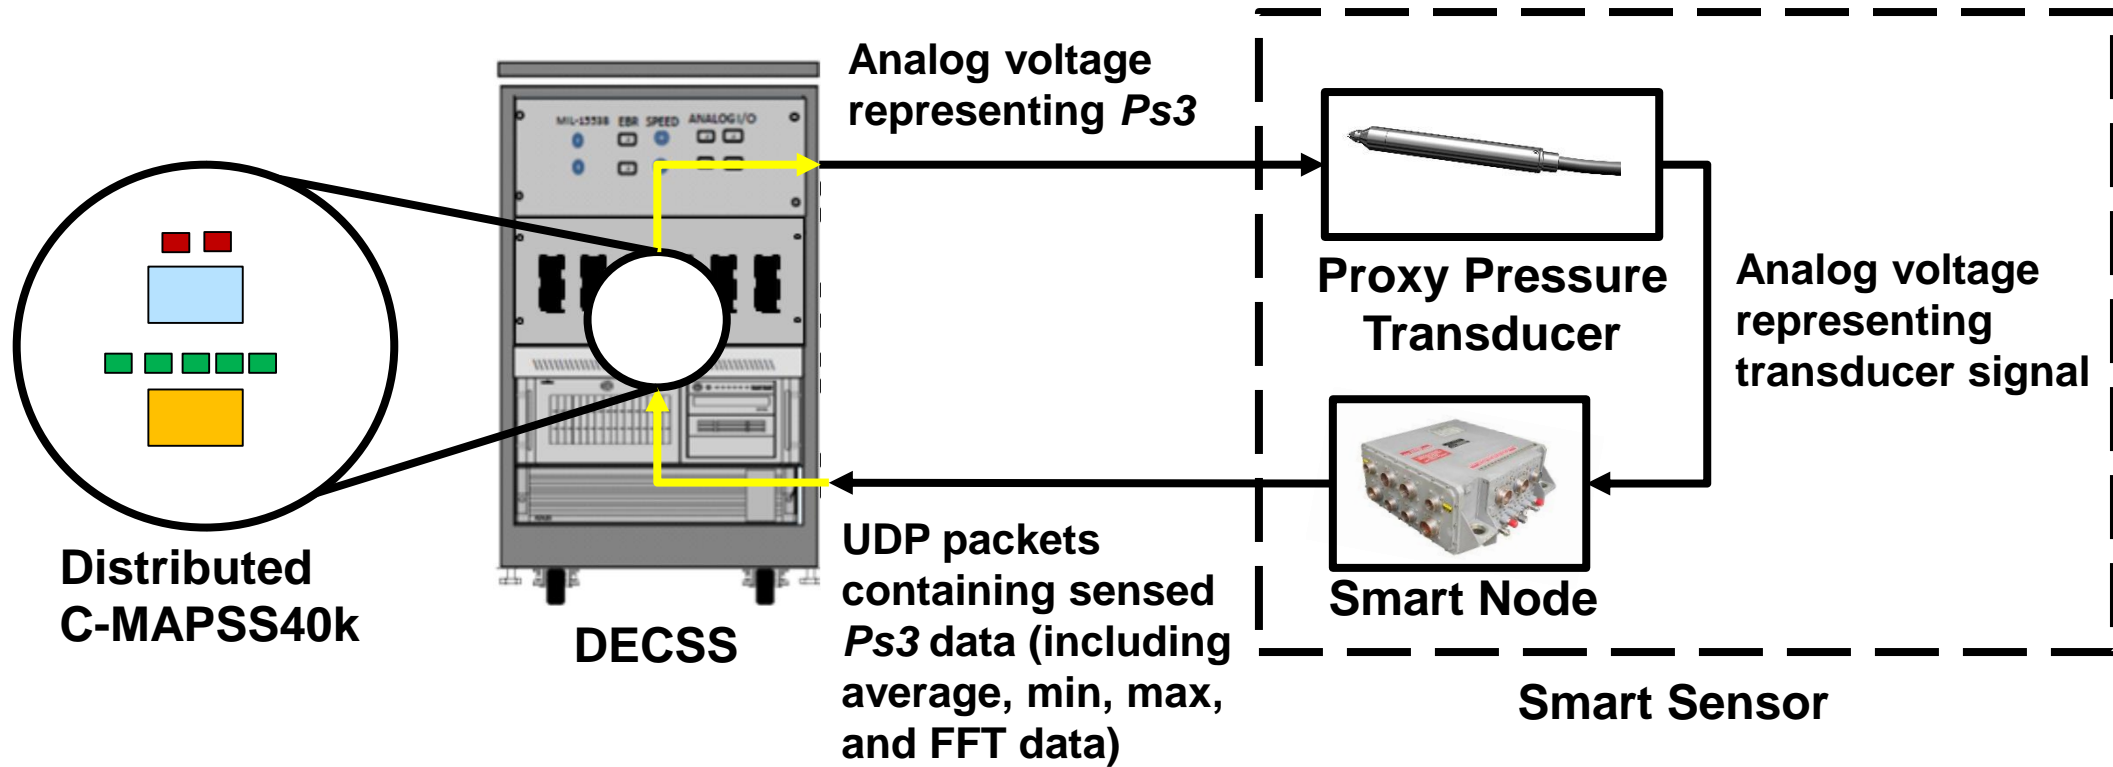 Analog voltage
representing Ps3
MIL-1553B EBR SPEED ANALOG I/O
Proxy Pressure
Transducer
Analog voltage
representing
transducer signal
Smart Node
Smart Sensor
UDP packets
containing sensed
Ps3 data (including
average, min, max,
and FFT data)
Distributed
C-MAPSS40k
DECSS